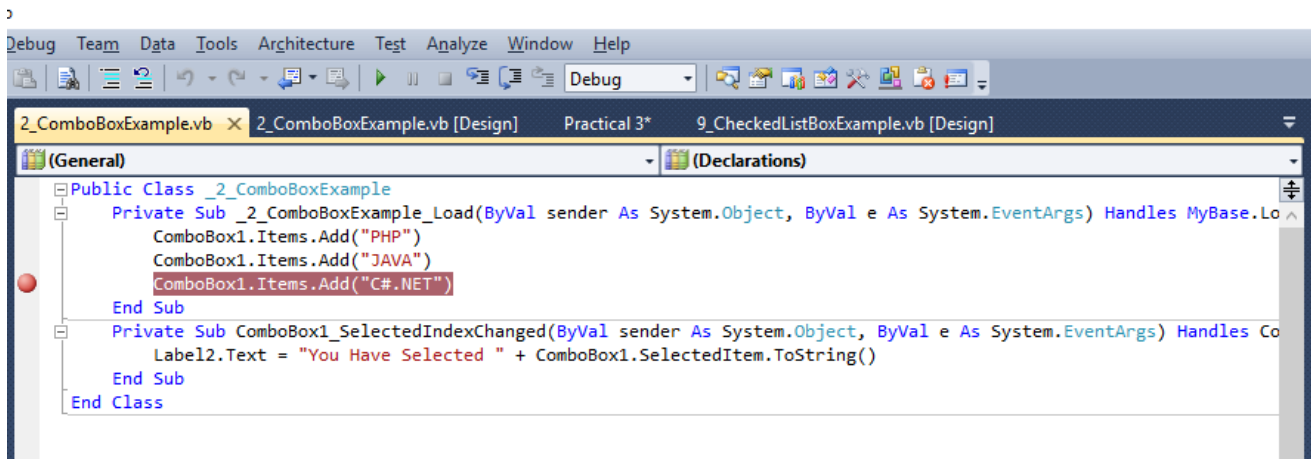 Debug Team Data Tools Architecture Test Analyze Window Help
Debug
2_ComboBoxExample.vb 2_ComboBoxExample.vb [Design] Practical 3* 9_CheckedListBoxExample.vb [Design]
(General) (Declarations)
Public Class _2_ComboBoxExample
Private Sub _2_ComboBoxExample_Load(ByVal sender As System.Object, ByVal e As System.EventArgs) Handles MyBase.Lo
ComboBox1.Items.Add("PHP")
ComboBox1.Items.Add("JAVA")
ComboBox1.Items.Add("C#.NET")
End Sub
Private Sub ComboBox1_SelectedIndexChanged(ByVal sender As System.Object, ByVal e As System.EventArgs) Handles Co
Label2.Text = "You Have Selected " + ComboBox1.SelectedItem.ToString()
End Sub
End Class